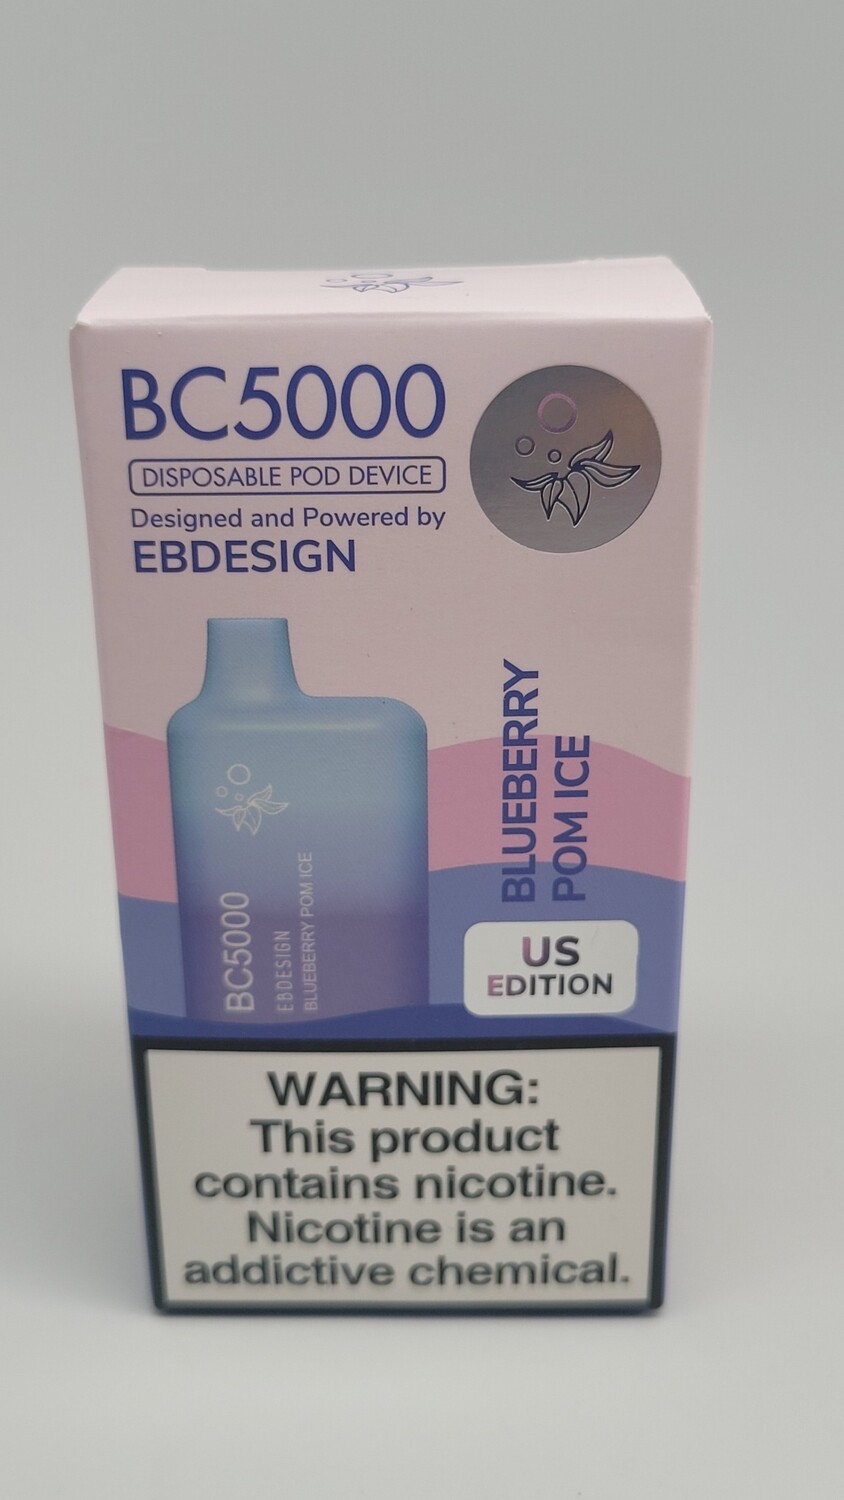 BC5000
DISPOSABLE POD DEVICE
Designed and Powered by
EBDESIGN
BLUEBERRY
POM ICE
BC5000
EBDESIGN
BLUEBERRY POM ICE
US
EDITION
WARNING:
This product
contains nicotine.
Nicotine is an
addictive chemical.